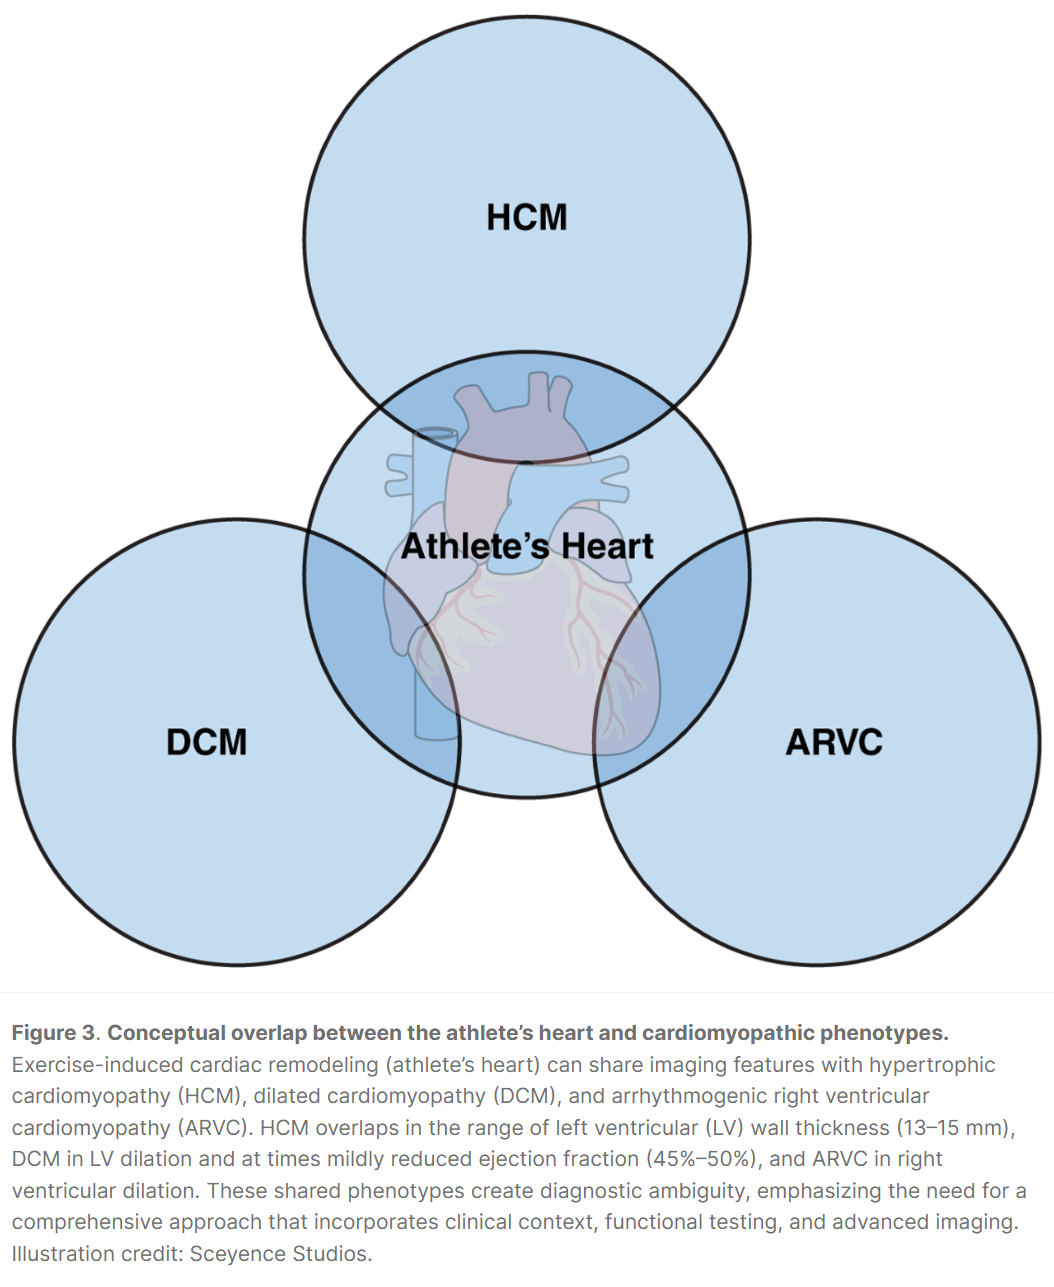 HCM
Athlete’s Heart
DCM
ARVC
Figure 3. Conceptual overlap between the athlete’s heart and cardiomyopathic phenotypes.
Exercise-induced cardiac remodeling (athlete’s heart) can share imaging features with hypertrophic
cardiomyopathy (HCM), dilated cardiomyopathy (DCM), and arrhythmogenic right ventricular
cardiomyopathy (ARVC). HCM overlaps in the range of left ventricular (LV) wall thickness (13–15 mm),
DCM in LV dilation and at times mildly reduced ejection fraction (45%–50%), and ARVC in right
ventricular dilation. These shared phenotypes create diagnostic ambiguity, emphasizing the need for a
comprehensive approach that incorporates clinical context, functional testing, and advanced imaging.
Illustration credit: Sceyence Studios.